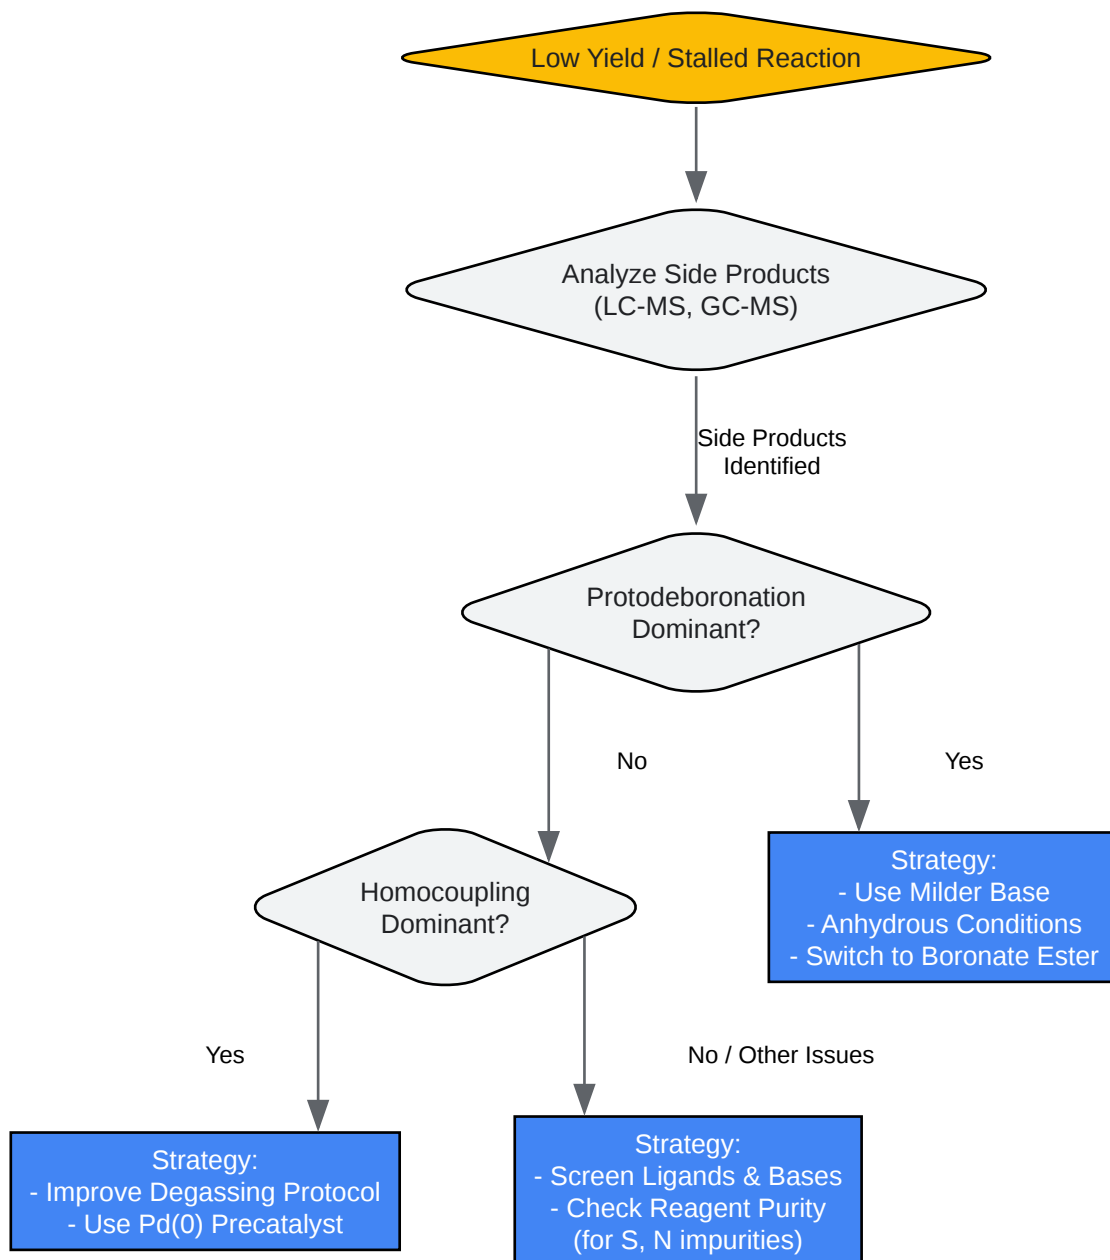 Low Yield / Stalled Reaction
Analyze Side Products
(LC-MS, GC-MS)
Side Products
Identified
Protodeboronation
Dominant?
No
Yes
Strategy:
- Use Milder Base
- Anhydrous Conditions
- Switch to Boronate Ester
Homocoupling
Dominant?
Yes
No / Other Issues
Strategy:
- Improve Degassing Protocol
- Use Pd(0) Precatalyst
Strategy:
- Screen Ligands & Bases
- Check Reagent Purity
(for S, N impurities)